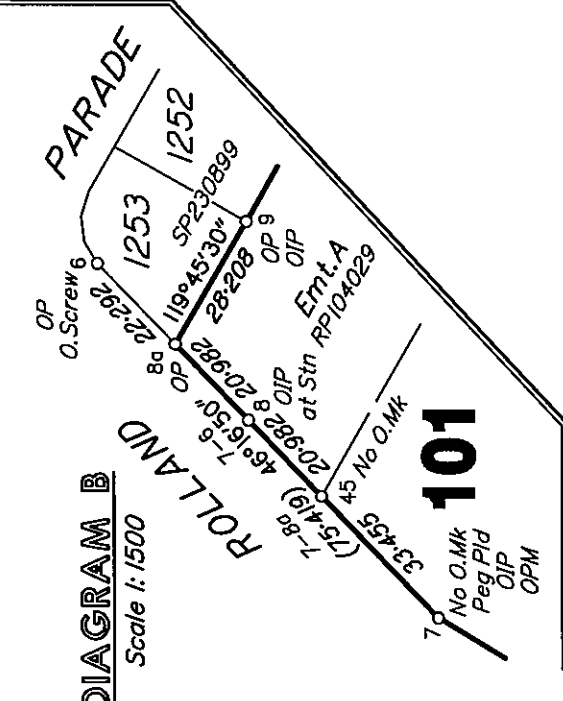 DIAGRAM B
Scale 1:1500
PARADE
ROLLAND
1252
1253
SP230899
119°45'30"
28·208
OP
O.Screw
6
22·292
8a
OP
9
OP
OIP
20·982
7-6
46°16'50"
8
OIP
at Stn
Emt.A
RP104029
20·982
7-8a
(75·419)
45 No O.Mk
33·455
101
7
No O.Mk
Peg Pld
OIP
OPM